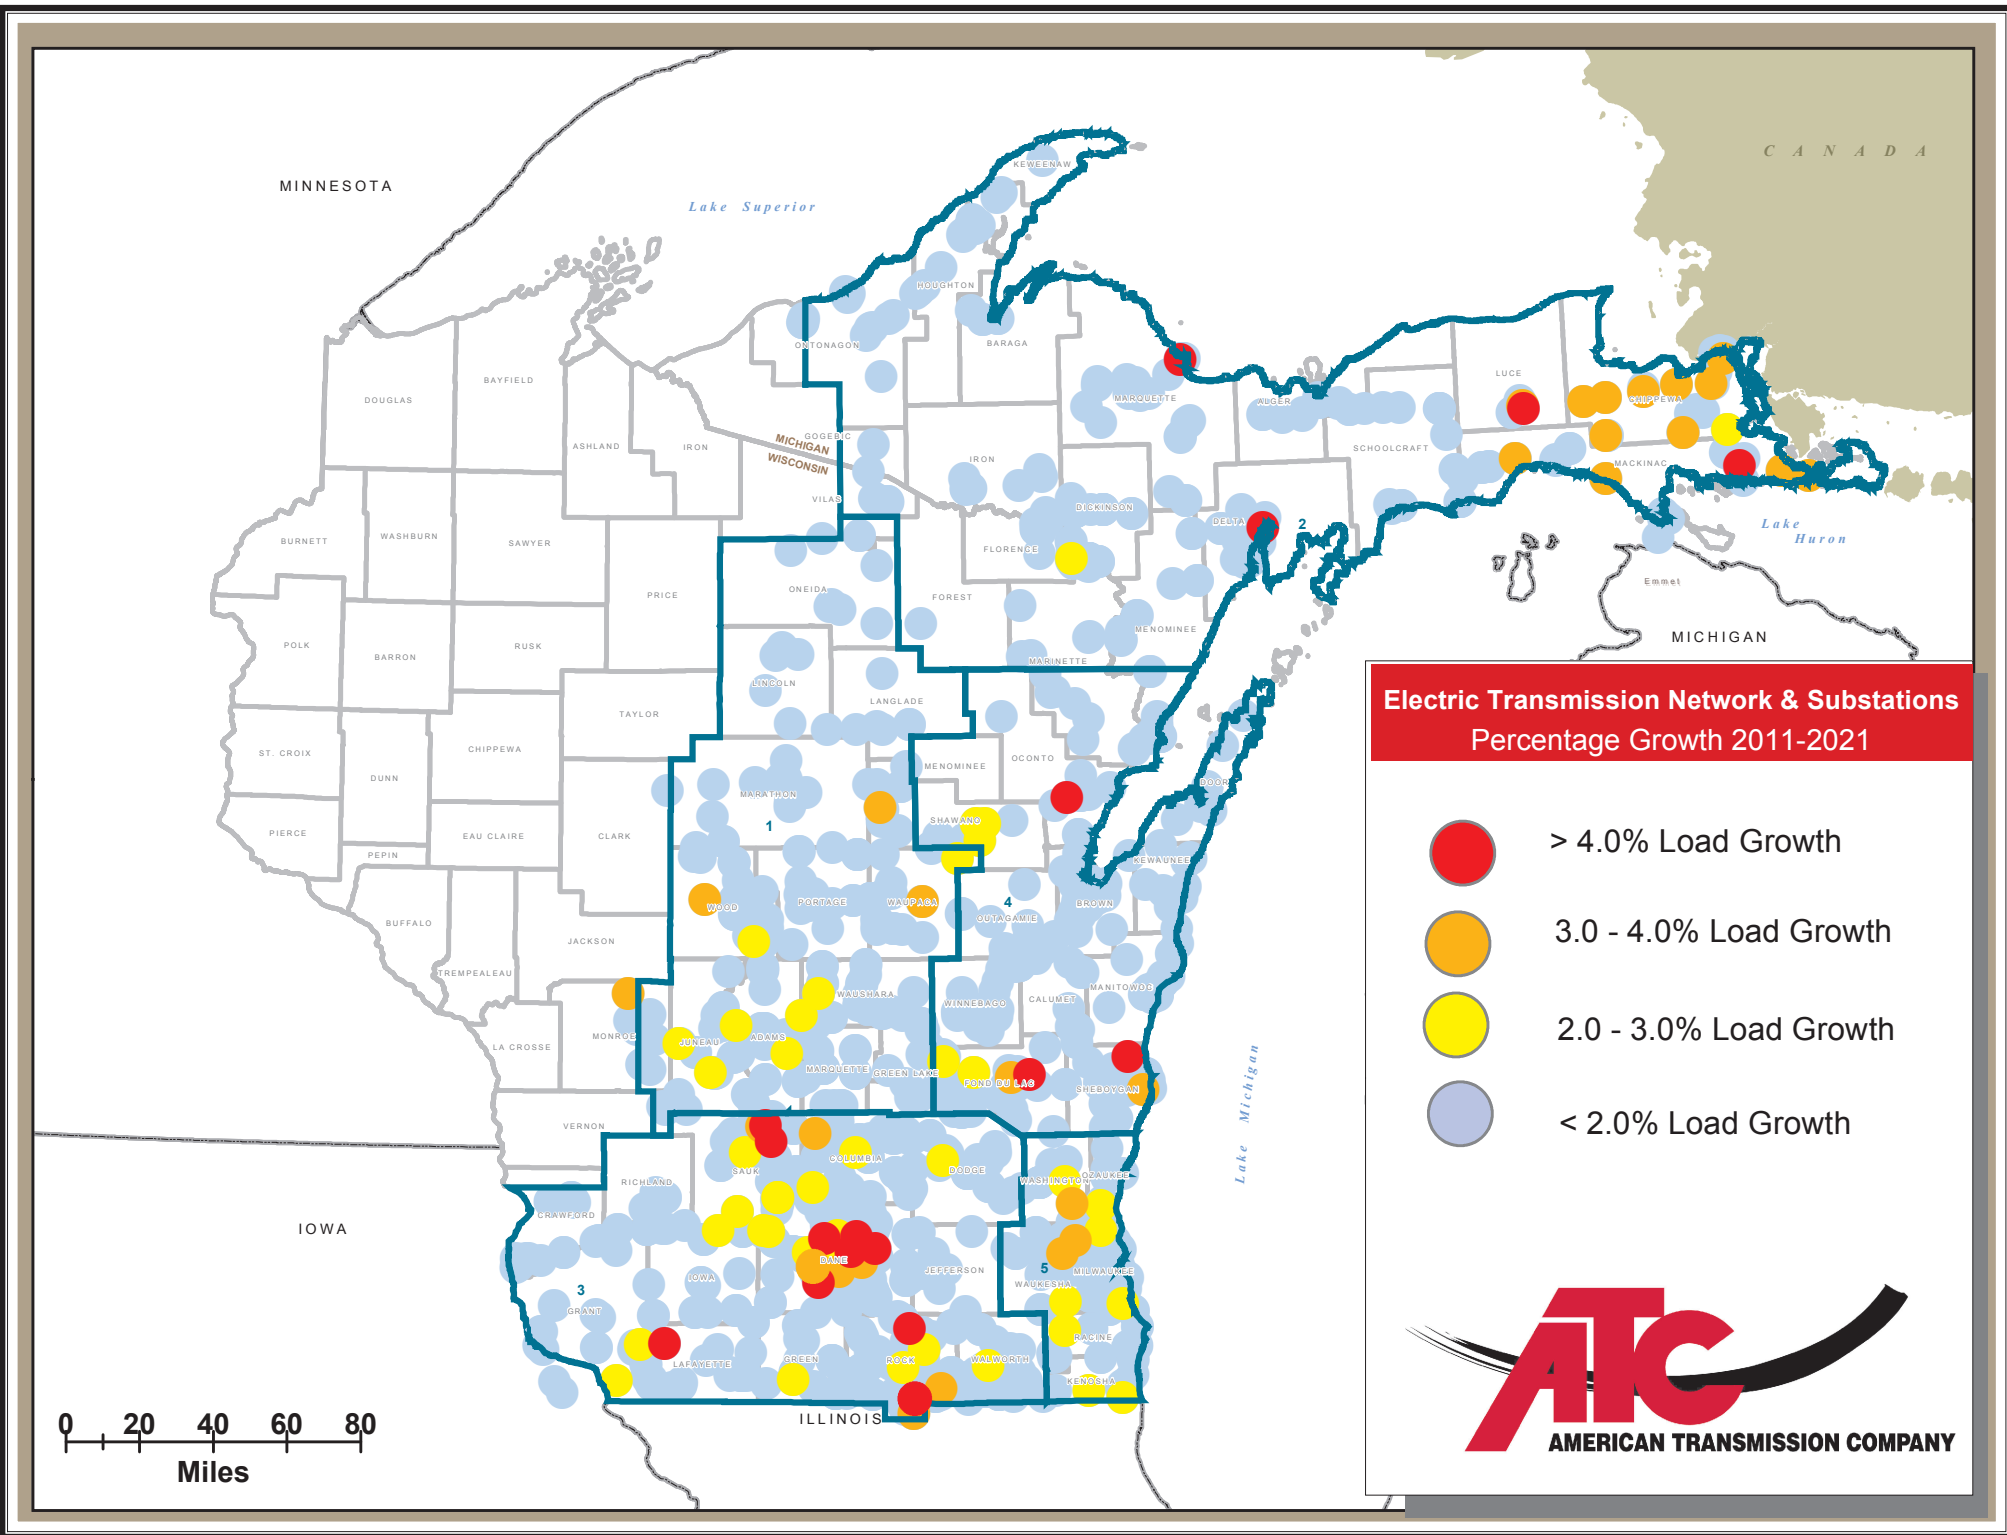 CANADA
KEWEENAW
MINNESOTA
Lake Superior
HOUGHTON
ONTONAGON
BARAGA
LUCE
BAYFIELD
DOUGLAS
MARQUETTE
ALGER
CHIPPEWA
GOGEBIC
MICHIGAN
WISCONSIN
ASHLAND
IRON
IRON
SCHOOLCRAFT
MACKINAC
VILAS
DICKINSON
DELTA
2
Lake
Huron
BURNETT
WASHBURN
SAWYER
FLORENCE
Emmet
PRICE
ONEIDA
FOREST
MENOMINEE
MICHIGAN
POLK
BARRON
RUSK
MARINETTE
LINCOLN
LANGLADE
TAYLOR
ST. CROIX
CHIPPEWA
DUNN
MENOMINEE
OCONTO
DOOR
MARATHON
1
SHAWANO
PIERCE
EAU CLAIRE
CLARK
PEPIN
KEWAUNEE
WOOD
PORTAGE
WAUPACA
4
BROWN
OUTAGAMIE
BUFFALO
JACKSON
TREMPEALEAU
WAUSHARA
WINNEBAGO
CALUMET
MANITOWOC
MONROE
JUNEAU
ADAMS
LA CROSSE
MARQUETTE
GREEN LAKE
FOND DU LAC
SHEBOYGAN
Lake Michigan
VERNON
SAUK
COLUMBIA
DODGE
WASHINGTON
OZAUKEE
RICHLAND
CRAWFORD
IOWA
DANE
JEFFERSON
5
MILWAUKEE
WAUKESHA
IOWA
3
GRANT
RACINE
LAFAYETTE
GREEN
ROCK
WALWORTH
KENOSHA
ILLINOIS
0 20 40 60 80
Miles
Electric Transmission Network & Substations
Percentage Growth 2011-2021
> 4.0% Load Growth
3.0 - 4.0% Load Growth
2.0 - 3.0% Load Growth
< 2.0% Load Growth
ATC
AMERICAN TRANSMISSION COMPANY